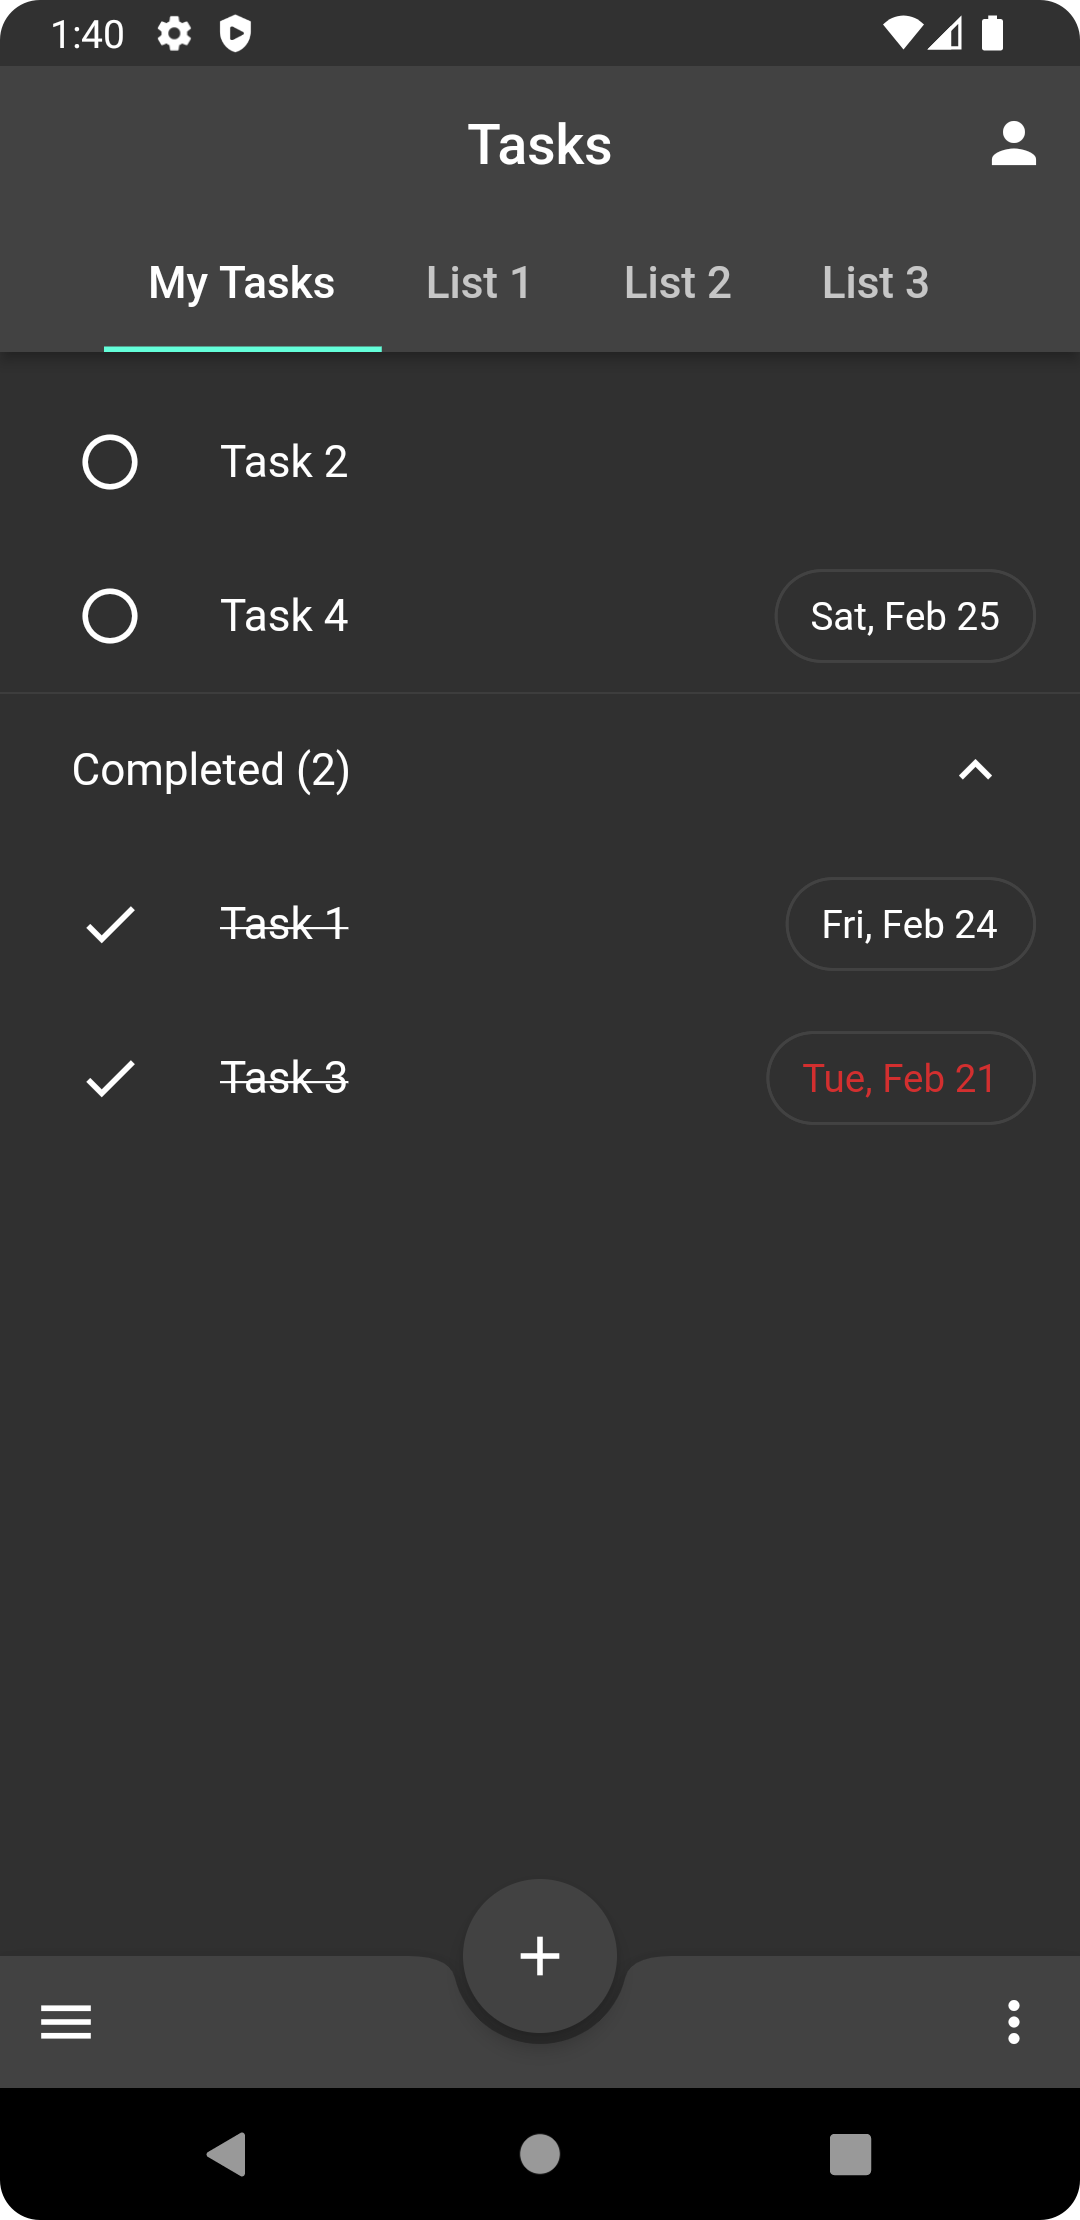 1:40
Tasks
My Tasks List 1 List 2 List 3
Task 2
Task 4 Sat, Feb 25
Completed (2)
Task 1 Fri, Feb 24
Task 3 Tue, Feb 21